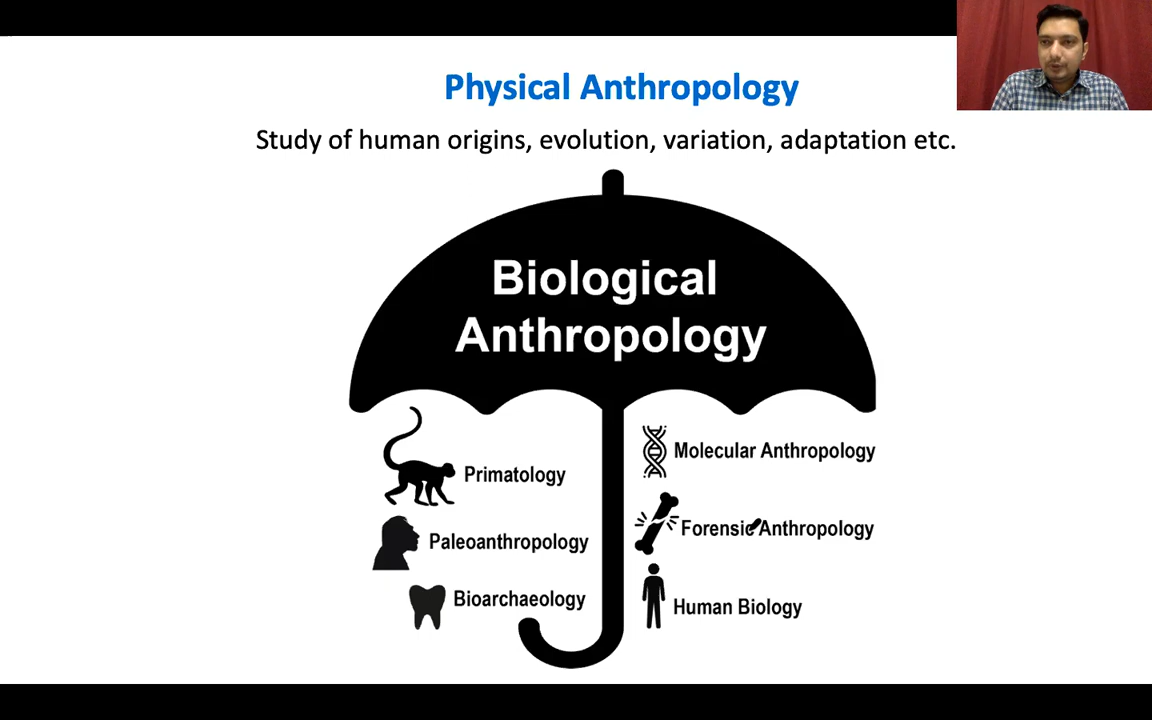 Physical Anthropology
Study of human origins, evolution, variation, adaptation etc.
Biological
Anthropology
Primatology
Paleoanthropology
Bioarchaeology
Molecular Anthropology
Forensic Anthropology
Human Biology